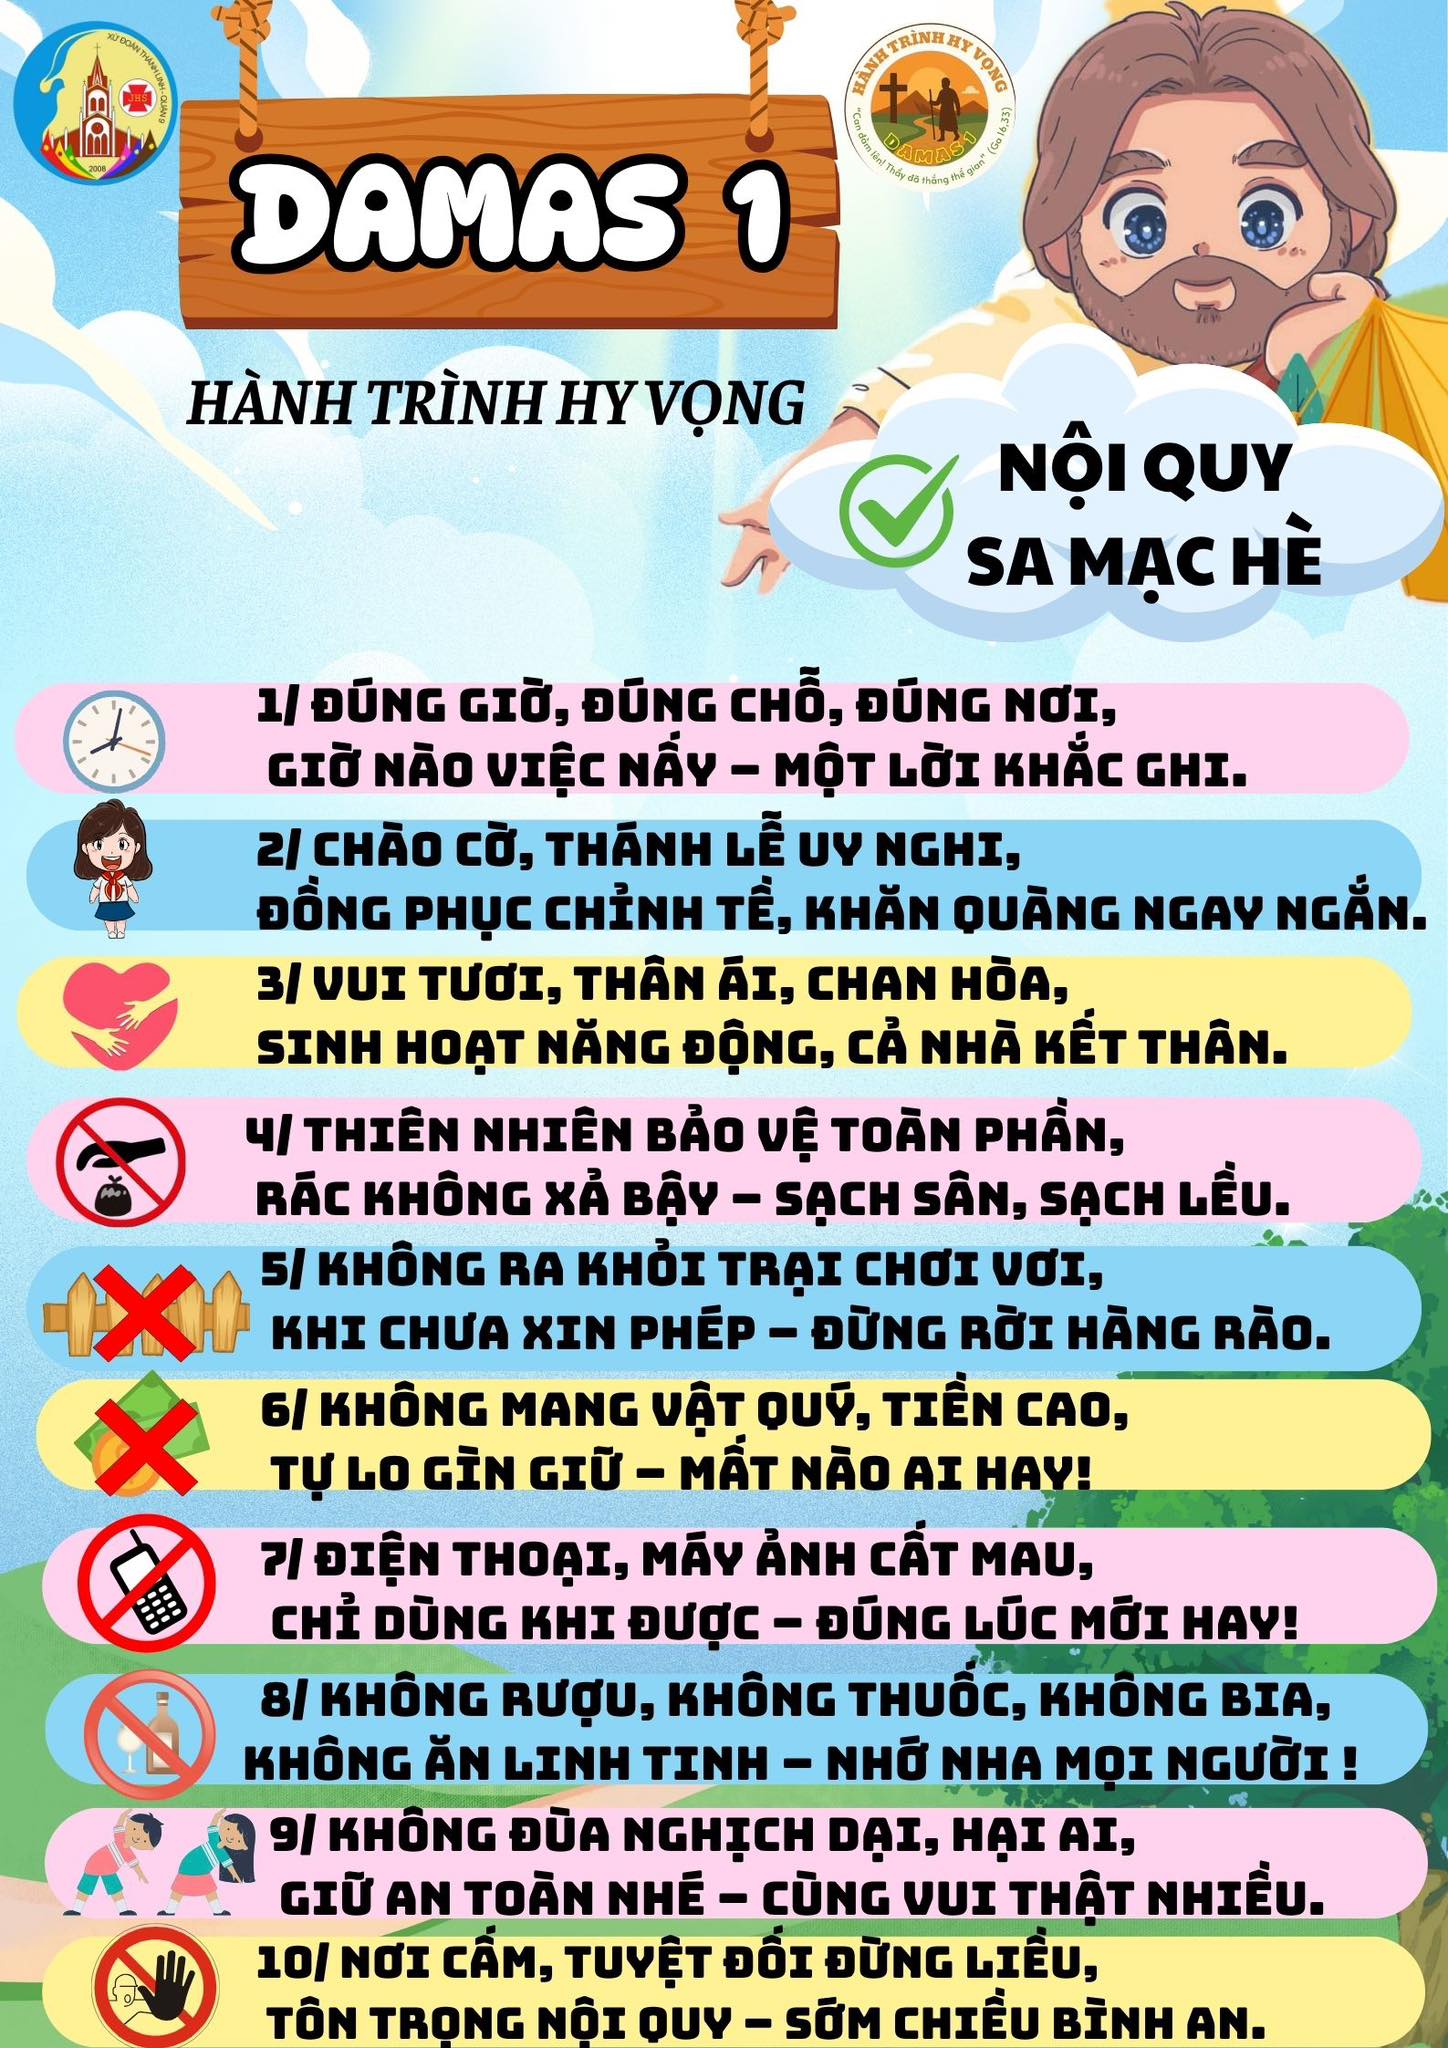 XỨ ĐOÀN THÁNH LINH - QUẬN 9
JHS
2008
HÀNH TRÌNH HY VỌNG
DAMAS 1
"Can đảm lên! Thầy đã thắng thế gian" (Ga 16,33)
DAMAS 1
HÀNH TRÌNH HY VỌNG
NỘI QUY
SA MẠC HÈ
1/ ĐÚNG GIỜ, ĐÚNG CHỖ, ĐÚNG NƠI,
GIỜ NÀO VIỆC NẤY – MỘT LỜI KHẮC GHI.
2/ CHÀO CỜ, THÁNH LỄ UY NGHI,
ĐỒNG PHỤC CHỈNH TỀ, KHĂN QUÀNG NGAY NGẮN.
3/ VUI TƯƠI, THÂN ÁI, CHAN HÒA,
SINH HOẠT NĂNG ĐỘNG, CẢ NHÀ KẾT THÂN.
4/ THIÊN NHIÊN BẢO VỆ TOÀN PHẦN,
RÁC KHÔNG XẢ BẬY – SẠCH SÂN, SẠCH LỀU.
5/ KHÔNG RA KHỎI TRẠI CHƠI VƠI,
KHI CHƯA XIN PHÉP – ĐỪNG RỜI HÀNG RÀO.
6/ KHÔNG MANG VẬT QUÝ, TIỀN CAO,
TỰ LO GÌN GIỮ – MẤT NÀO AI HAY!
7/ ĐIỆN THOẠI, MÁY ẢNH CẤT MAU,
CHỈ DÙNG KHI ĐƯỢC – ĐÚNG LÚC MỚI HAY!
8/ KHÔNG RƯỢU, KHÔNG THUỐC, KHÔNG BIA,
KHÔNG ĂN LINH TINH – NHỚ NHA MỌI NGƯỜI !
9/ KHÔNG ĐÙA NGHỊCH DẠI, HẠI AI,
GIỮ AN TOÀN NHÉ – CÙNG VUI THẬT NHIỀU.
10/ NƠI CẤM, TUYỆT ĐỐI ĐỪNG LIỀU,
TÔN TRỌNG NỘI QUY – SỚM CHIỀU BÌNH AN.